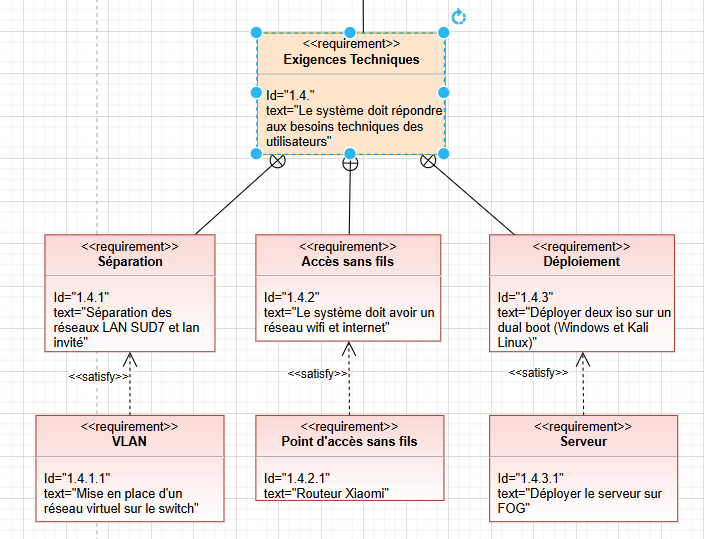 <<requirement>>
Exigences Techniques
Id="1.4."
text="Le système doit répondre
aux besoins techniques des
utilisateurs"
<<requirement>>
Séparation
Id="1.4.1"
text="Séparation des
réseaux LAN SUD7 et lan
invité"
<<requirement>>
Accès sans fils
Id="1.4.2"
text="Le système doit avoir un
réseau wifi et internet"
<<requirement>>
Déploiement
Id="1.4.3"
text="Déployer deux iso sur un
dual boot (Windows et Kali
Linux)"
<<satisfy>>
<<satisfy>>
<<satisfy>>
<<requirement>>
VLAN
Id="1.4.1.1"
text="Mise en place d'un
réseau virtuel sur le switch"
<<requirement>>
Point d'accès sans fils
Id="1.4.2.1"
text="Routeur Xiaomi"
<<requirement>>
Serveur
Id="1.4.3.1"
text="Déployer le serveur sur
FOG"